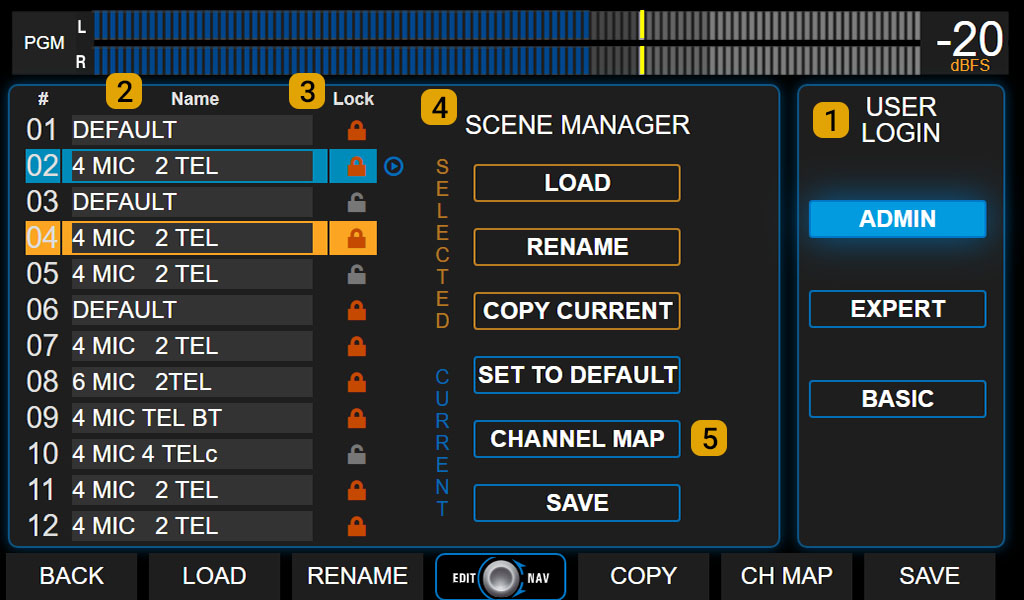 PGM
L
R
-20
dBFS
# 2 Name 3 Lock
01 DEFAULT
02 4 MIC 2 TEL
03 DEFAULT
04 4 MIC 2 TEL
05 4 MIC 2 TEL
06 DEFAULT
07 4 MIC 2 TEL
08 6 MIC 2TEL
09 4 MIC TEL BT
10 4 MIC 4 TELc
11 4 MIC 2 TEL
12 4 MIC 2 TEL
4
SCENE MANAGER
SELECTED
LOAD
RENAME
COPY CURRENT
CURRENT
SET TO DEFAULT
CHANNEL MAP 5
SAVE
1 USER
LOGIN
ADMIN
EXPERT
BASIC
BACK LOAD RENAME EDIT NAV COPY CH MAP SAVE